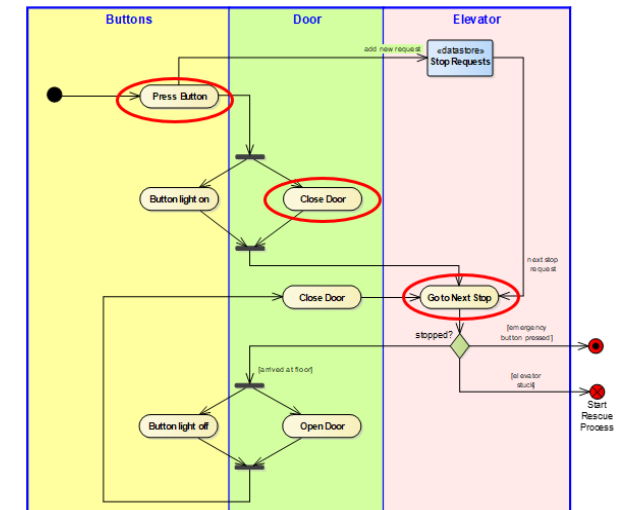 Buttons
Door
Elevator
add new request
«datastore»
Stop Requests
Press Button
Button light on
Close Door
next stop
request
Close Door
Go to Next Stop
stopped?
[emergency
button pressed]
[arrived at floor]
[elevator
stuck]
Start
Rescue
Process
Button light off
Open Door